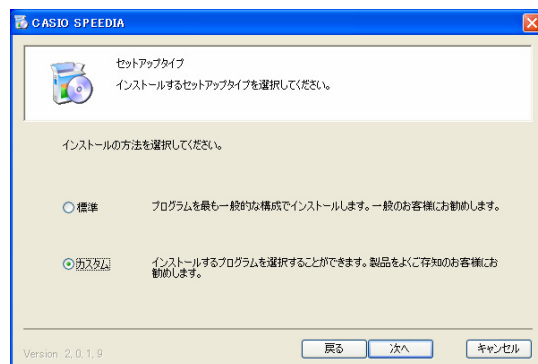 CASIO SPEEDIA
セットアップタイプ
インストールするセットアップタイプを選択してください。
インストールの方法を選択してください。
標準
プログラムを最も一般的な構成でインストールします。一般のお客様にお勧めします。
カスタム
インストールするプログラムを選択することができます。製品をよくご存知のお客様にお
勧めします。
Version 2, 0, 1, 9
戻る
次へ
キャンセル